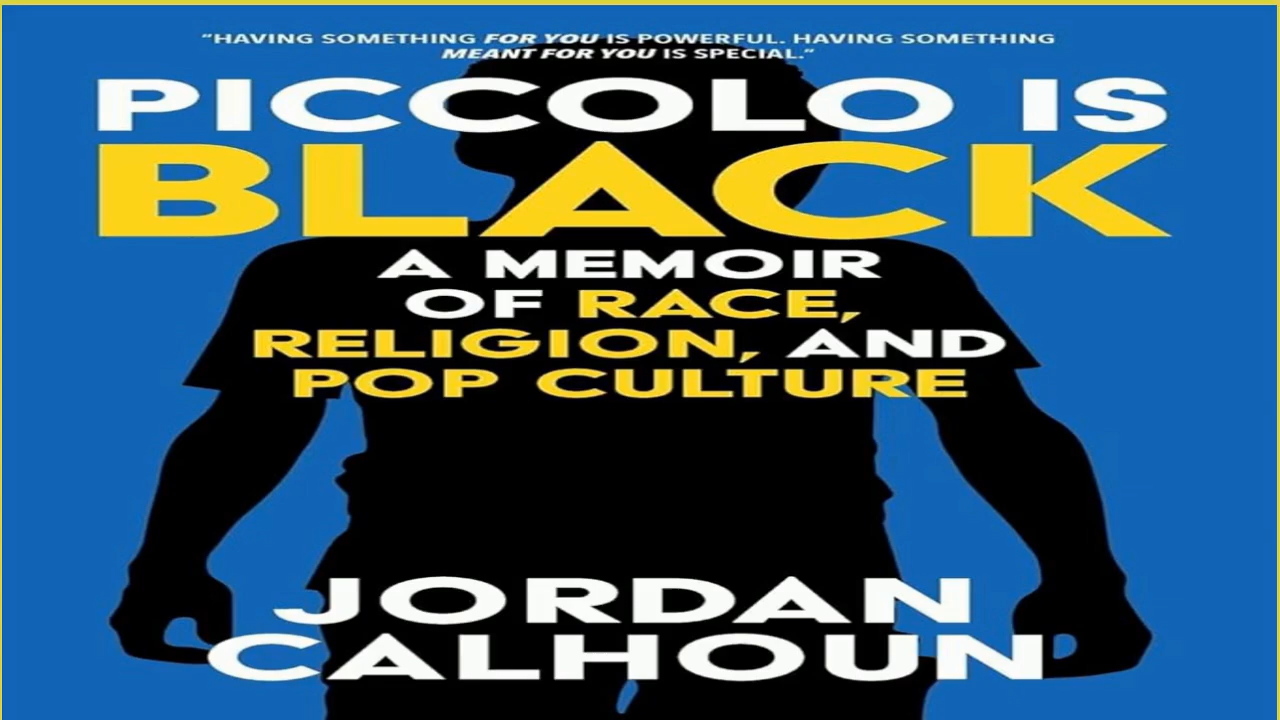 "HAVING SOMETHING FOR YOU IS POWERFUL. HAVING SOMETHING
MEANT FOR YOU IS SPECIAL."
PICCOLO IS
BLACK
A MEMOIR
OF RACE,
RELIGION, AND
POP CULTURE
JORDAN
CALHOUN